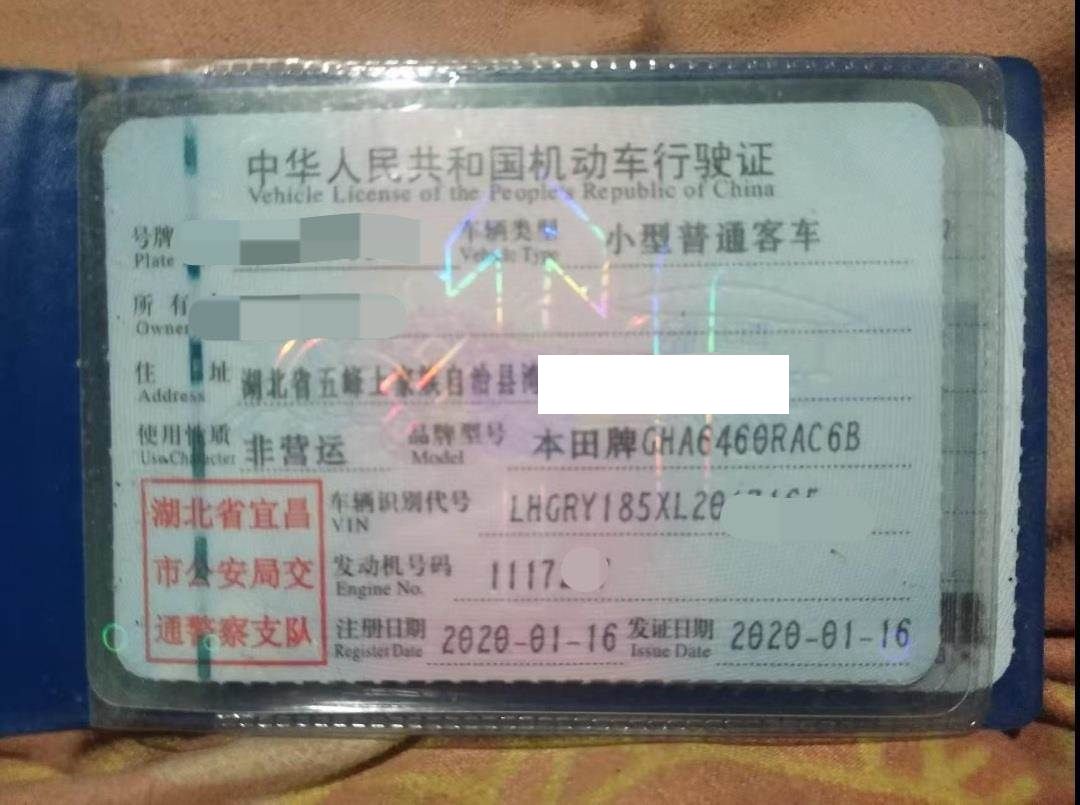 中华人民共和国机动车行驶证
Vehicle License of the People's Republic of China
号牌 车辆类型 小型普通客车
Plate Vehicle Type
所有
Owner
住址 湖北省五峰土家族自治县
Address
使用性质 非营运 品牌型号 本田牌GHA6460RAC6B
Use Character Model
湖北省宜昌
市公安局交
通警察支队
车辆识别代号 LHGRY185XL20
VIN
发动机号码 1117
Engine No.
注册日期 2020-01-16 发证日期 2020-01-16
Register Date Issue Date